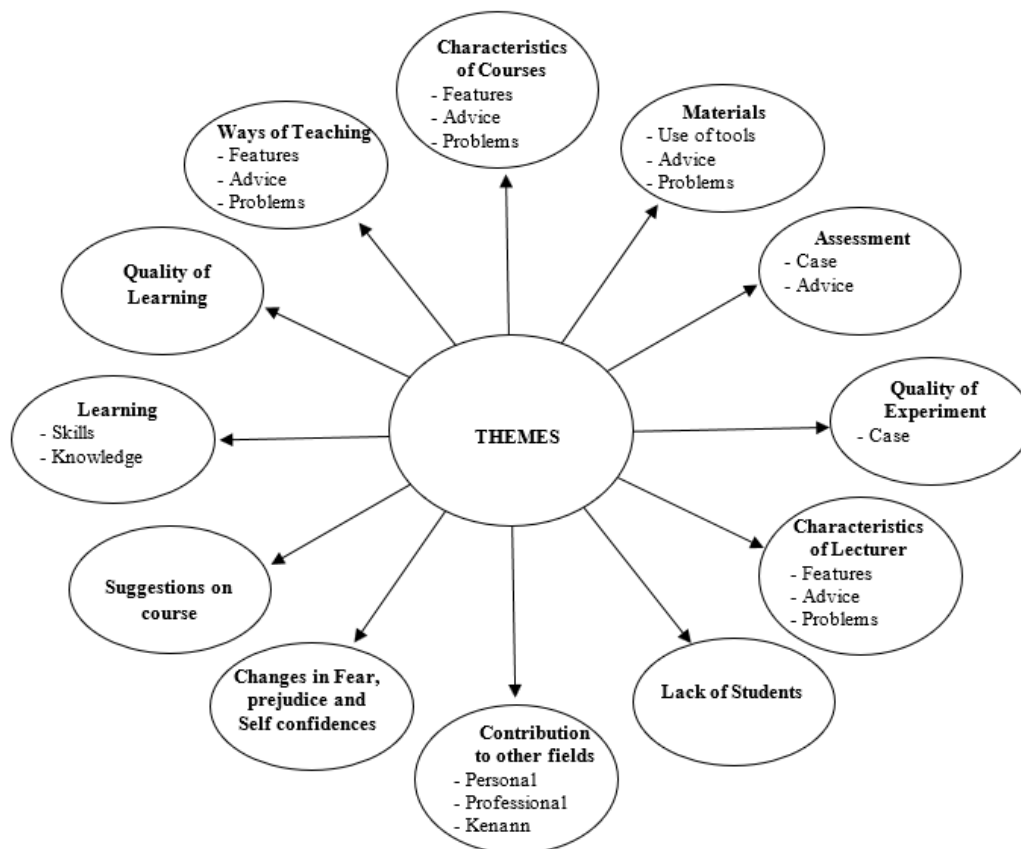 Characteristics
of Courses
- Features
- Advice
- Problems
Materials
- Use of tools
- Advice
- Problems
Assessment
- Case
- Advice
Quality of
Experiment
- Case
Characteristics
of Lecturer
- Features
- Advice
- Problems
Lack of Students
Contribution
to other fields
- Personal
- Professional
- Kenann
Changes in Fear,
prejudice and
Self confidences
Suggestions on
course
Learning
- Skills
- Knowledge
Quality of
Learning
Ways of Teaching
- Features
- Advice
- Problems
THEMES